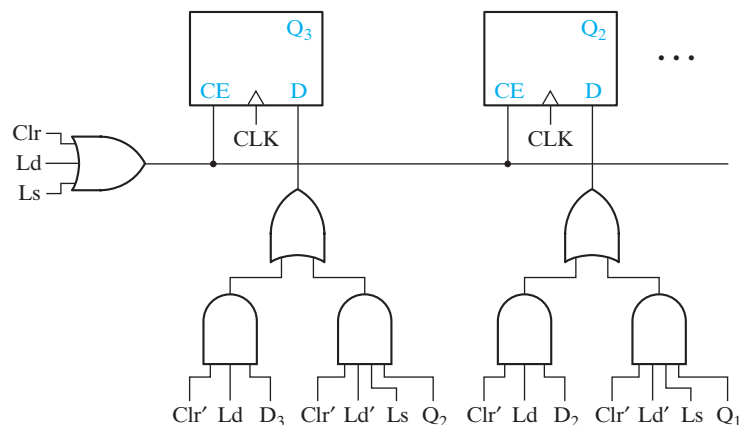 Q3 Q2
...
CE D CE D
Clr CLK CLK
Ld
Ls
Clr′ Ld D3 Clr′ Ld′ Ls Q2 Clr′ Ld D2 Clr′ Ld′ Ls Q1